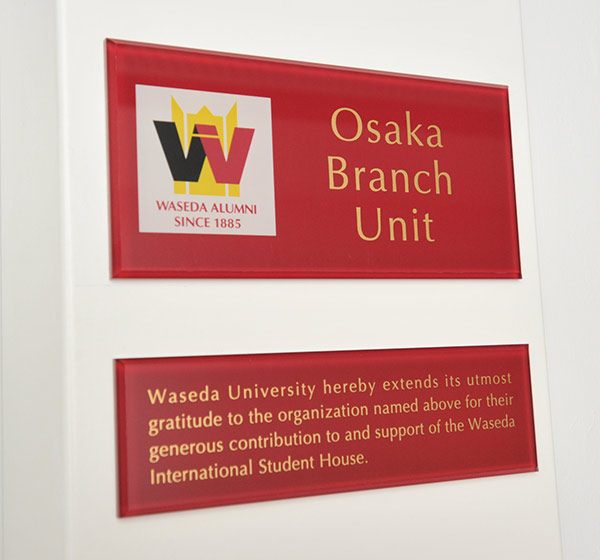 WASEDA ALUMNI
SINCE 1885
Osaka
Branch
Unit
Waseda University hereby extends its utmost
gratitude to the organization named above for their
generous contribution to and support of the Waseda
International Student House.